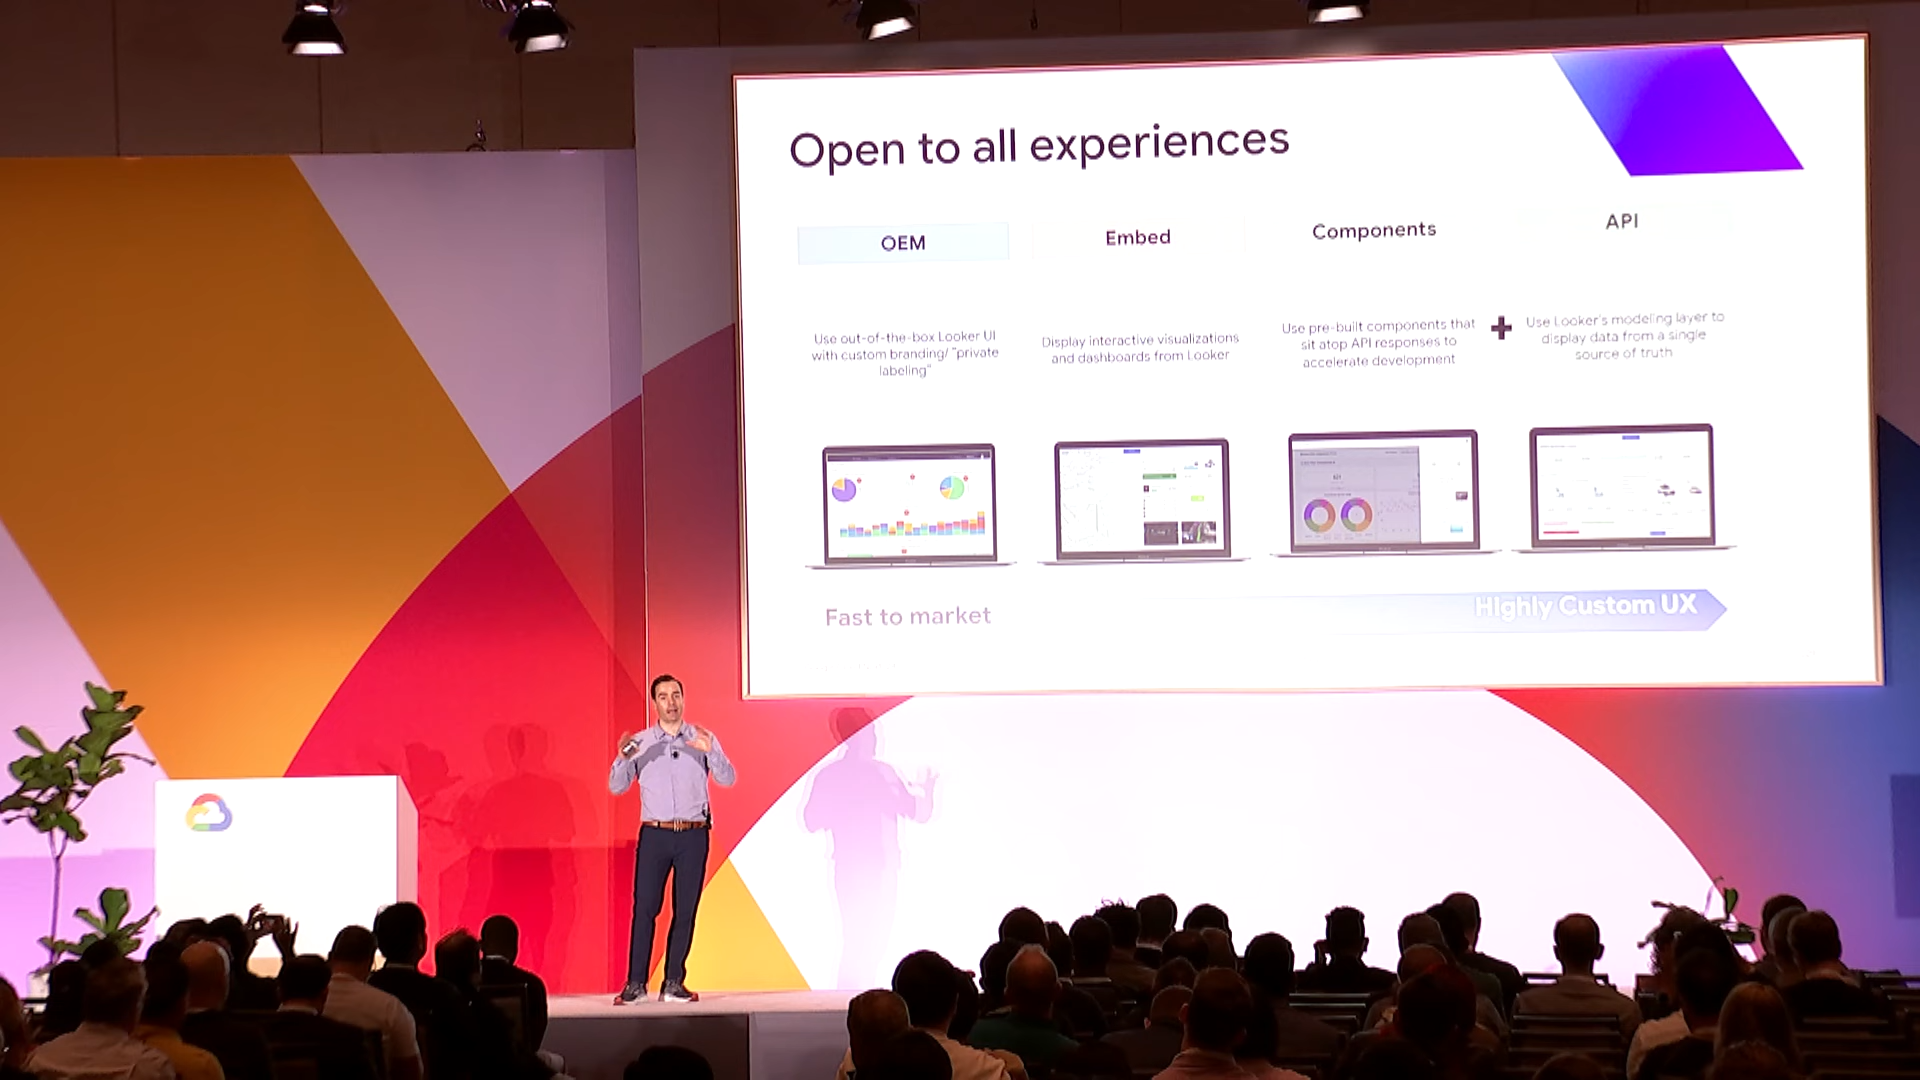 Open to all experiences
OEM
Embed
Components
API
Use out-of-the-box Looker UI
with custom branding/ "private
labeling"
Display interactive visualizations
and dashboards from Looker
Use pre-built components that
sit atop API responses to
accelerate development
+
Use Looker's modeling layer to
display data from a single
source of truth
Fast to market
Highly Custom UX